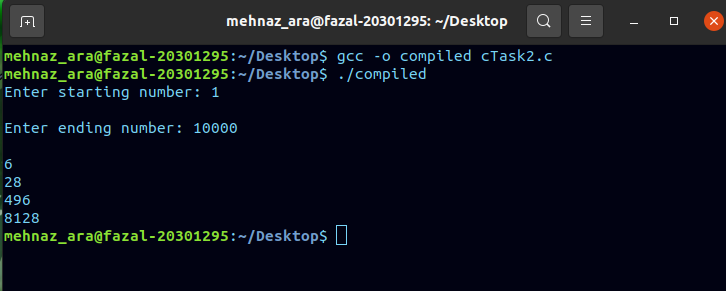 mehnaz_ara@fazal-20301295: ~/Desktop
mehnaz_ara@fazal-20301295:~/Desktop$ gcc -o compiled cTask2.c
mehnaz_ara@fazal-20301295:~/Desktop$ ./compiled
Enter starting number: 1
Enter ending number: 10000
6
28
496
8128
mehnaz_ara@fazal-20301295:~/Desktop$